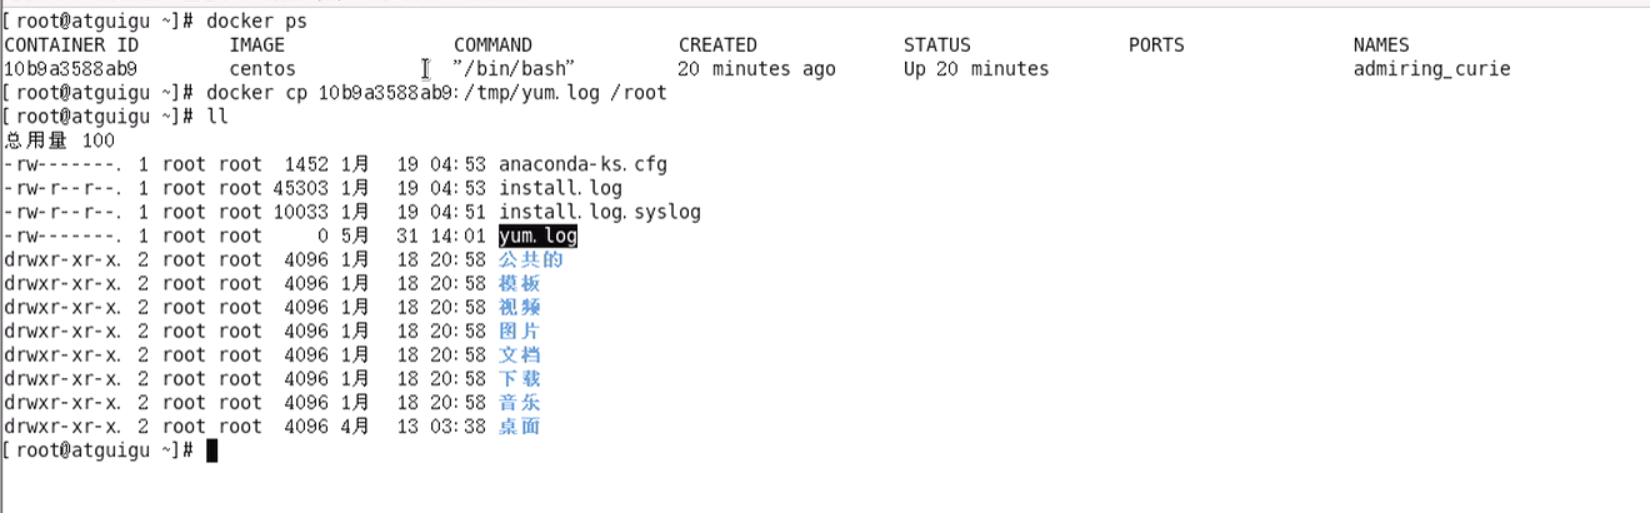 [root@atguigu ~]# docker ps
CONTAINER ID IMAGE COMMAND CREATED STATUS PORTS NAMES
10b9a3588ab9 centos "/bin/bash" 20 minutes ago Up 20 minutes admiring_curie
[root@atguigu ~]# docker cp 10b9a3588ab9:/tmp/yum.log /root
[root@atguigu ~]# ll
总用量 100
-rw-------. 1 root root 1452 1月 19 04:53 anaconda-ks.cfg
-rw-r--r--. 1 root root 45303 1月 19 04:53 install.log
-rw-r--r--. 1 root root 10033 1月 19 04:51 install.log.syslog
-rw-------. 1 root root 0 5月 31 14:01 yum.log
drwxr-xr-x. 2 root root 4096 1月 18 20:58 公共的
drwxr-xr-x. 2 root root 4096 1月 18 20:58 模板
drwxr-xr-x. 2 root root 4096 1月 18 20:58 视频
drwxr-xr-x. 2 root root 4096 1月 18 20:58 图片
drwxr-xr-x. 2 root root 4096 1月 18 20:58 文档
drwxr-xr-x. 2 root root 4096 1月 18 20:58 下载
drwxr-xr-x. 2 root root 4096 1月 18 20:58 音乐
drwxr-xr-x. 2 root root 4096 4月 13 03:38 桌面
[root@atguigu ~]#